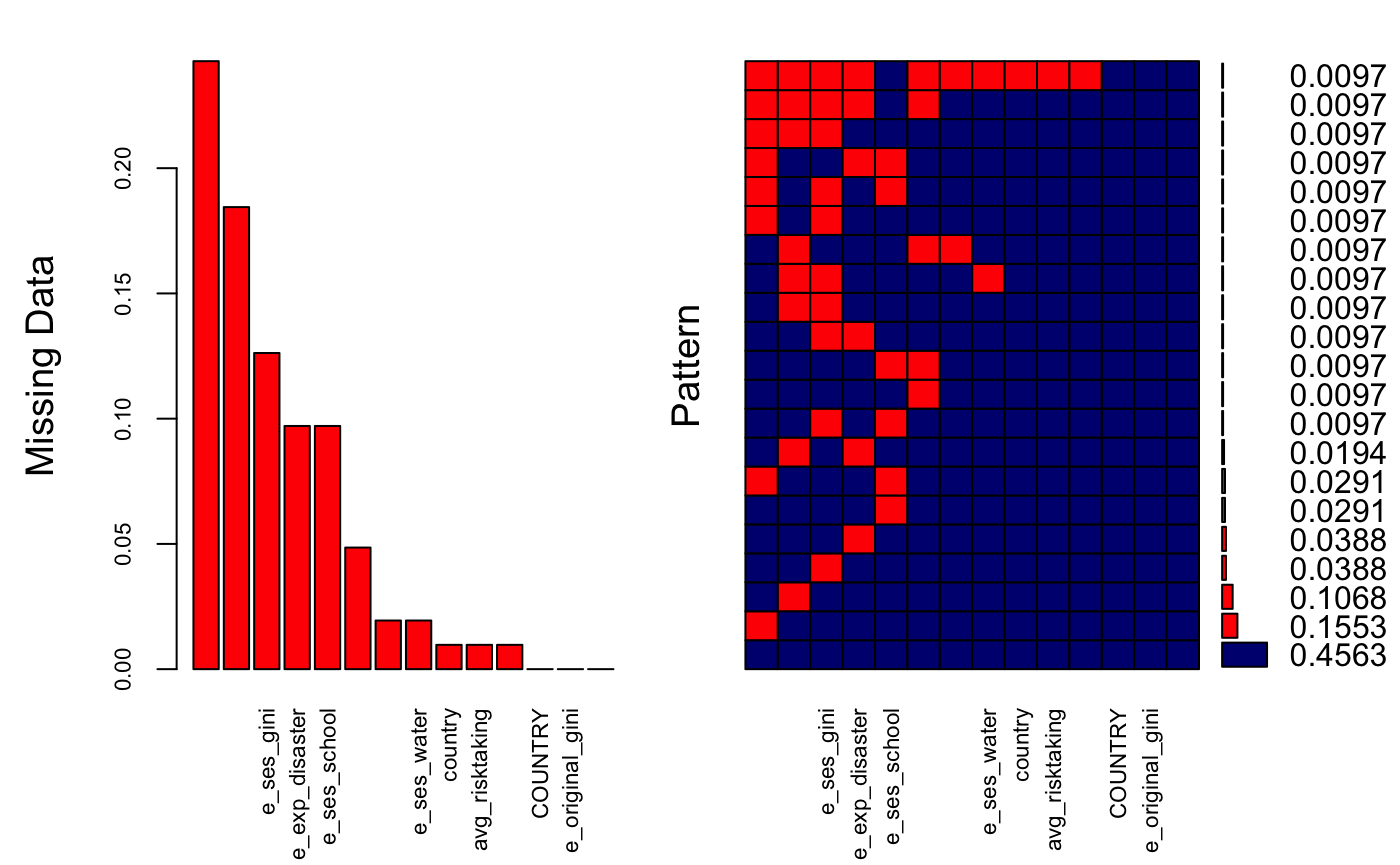 Missing Data
0.20
0.15
0.10
0.05
0.00
e_ses_gini
e_exp_disaster
e_ses_school
e_ses_water
country
avg_risktaking
COUNTRY
e_original_gini
Pattern
e_ses_gini
e_exp_disaster
e_ses_school
e_ses_water
country
avg_risktaking
COUNTRY
e_original_gini
0.0097
0.0097
0.0097
0.0097
0.0097
0.0097
0.0097
0.0097
0.0097
0.0097
0.0097
0.0097
0.0097
0.0194
0.0291
0.0291
0.0388
0.0388
0.1068
0.1553
0.4563